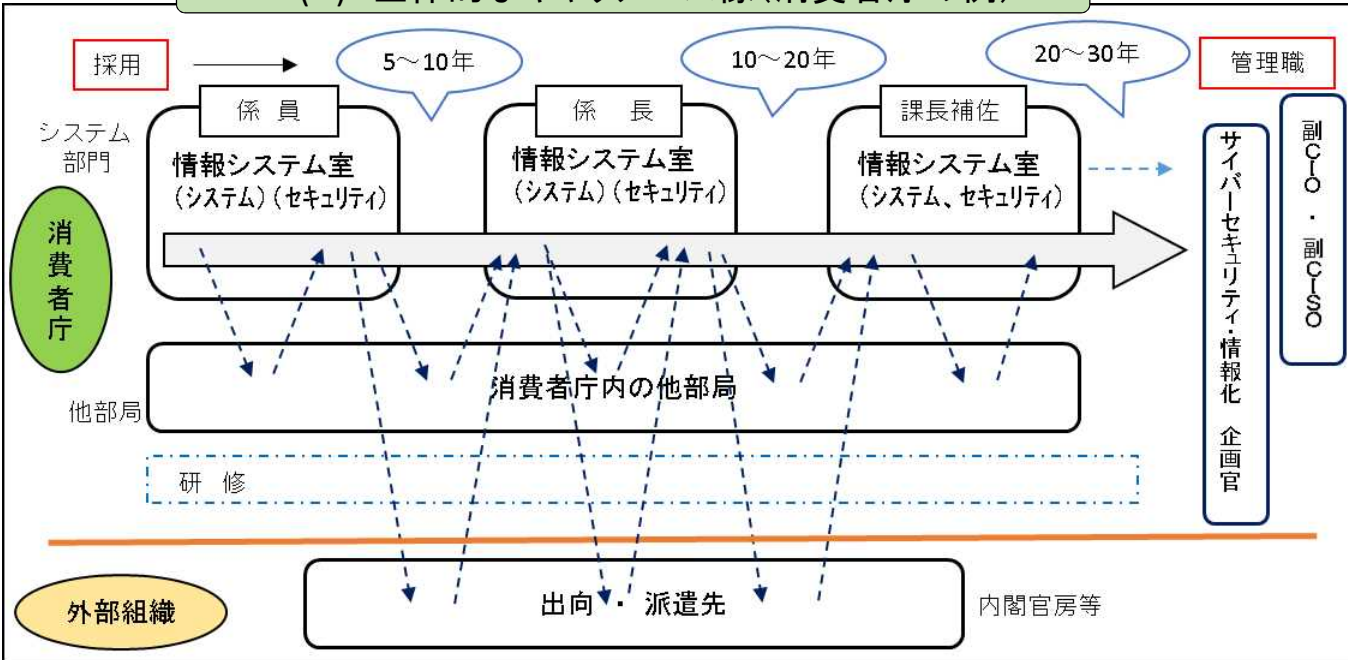 採用
5～10年
10～20年
20～30年
管理職
係 員
係 長
課長補佐
システム
部門
情報システム室
（システム）（セキュリティ）
情報システム室
（システム）（セキュリティ）
情報システム室
（システム、セキュリティ）
サイバーセキュリティ・情報化 企画官
副CIO ・ 副CISO
消費者庁
消費者庁内の他部局
他部局
研 修
外部組織
出向 ・ 派遣先
内閣官房等